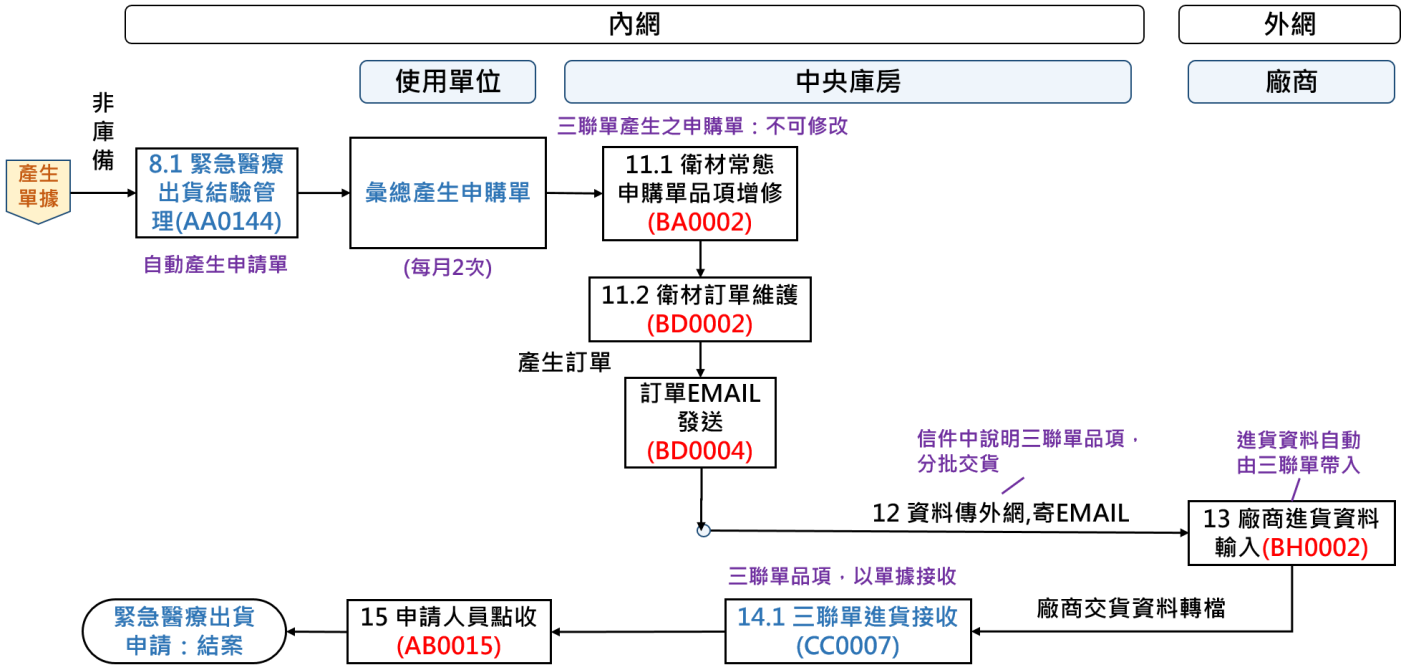 內網
外網
使用單位
中央庫房
廠商
非
庫
備
三聯單產生之申購單：不可修改
產生
單據
8.1 緊急醫療
出貨結驗管
理(AA0144)
自動產生申請單
彙總產生申購單
(每月2次)
11.1 衛材常態
申購單品項增修
(BA0002)
11.2 衛材訂單維護
(BD0002)
產生訂單
訂單EMAIL
發送
(BD0004)
信件中說明三聯單品項，
分批交貨
進貨資料自動
由三聯單帶入
12 資料傳外網,寄EMAIL
13 廠商進貨資料
輸入(BH0002)
三聯單品項，以單據接收
廠商交貨資料轉檔
14.1 三聯單進貨接收
(CC0007)
15 申請人員點收
(AB0015)
緊急醫療出貨
申請：結案